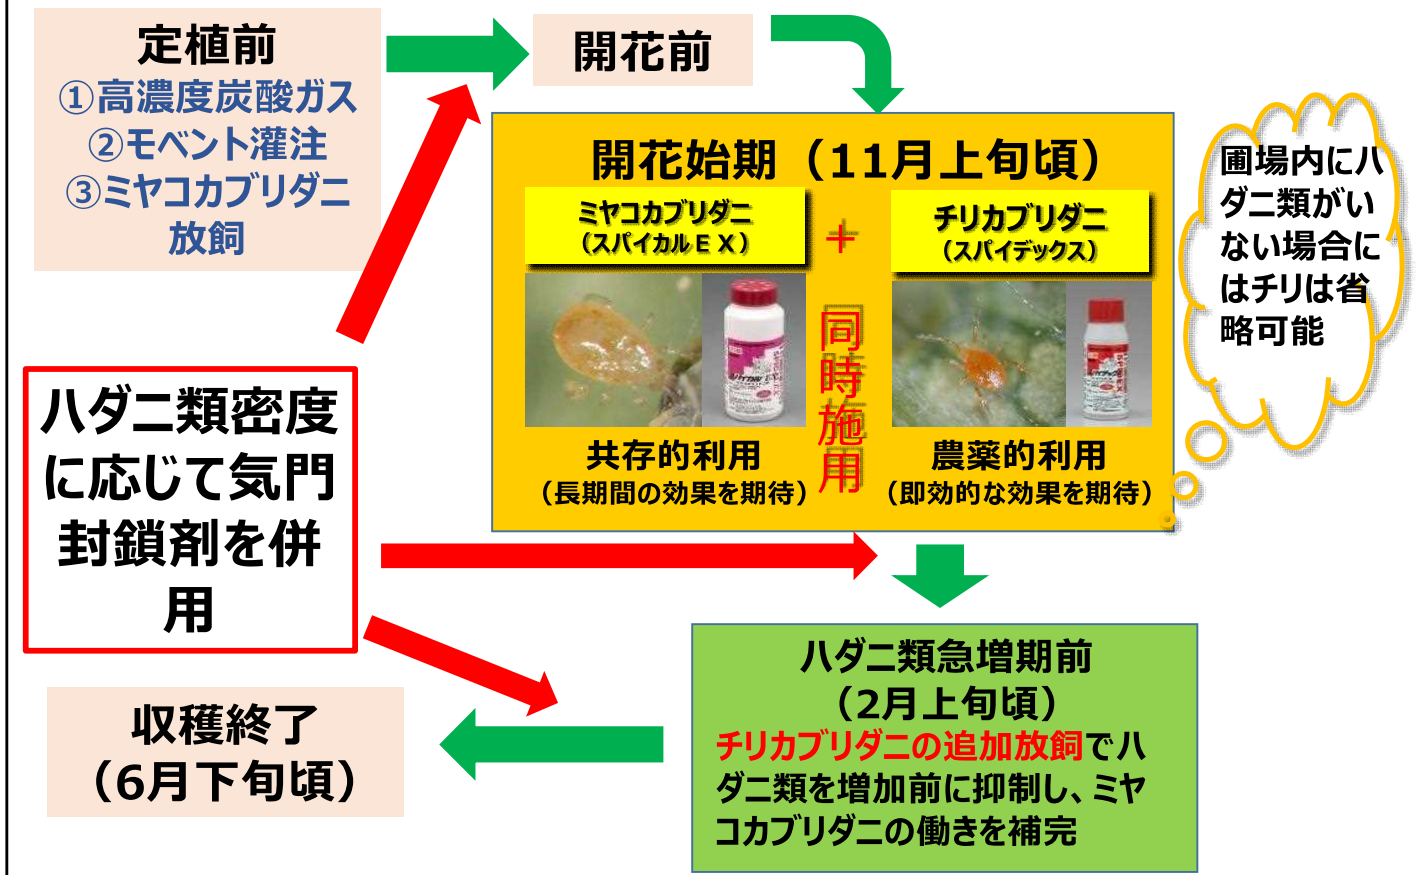 定植前
①高濃度炭酸ガス
②モベント灌注
③ミヤコカブリダニ
放飼
開花前
開花始期（11月上旬頃）
ミヤコカブリダニ
（スパイカルＥＸ）
＋
同時施用
チリカブリダニ
（スパイデックス）
共存的利用
（長期間の効果を期待）
農薬的利用
（即効的な効果を期待）
圃場内にハ
ダニ類がい
ない場合に
はチリは省
略可能
ハダニ類密度
に応じて気門
封鎖剤を併
用
ハダニ類急増期前
（2月上旬頃）
チリカブリダニの追加放飼でハ
ダニ類を増加前に抑制し、ミヤ
コカブリダニの働きを補完
収穫終了
（6月下旬頃）